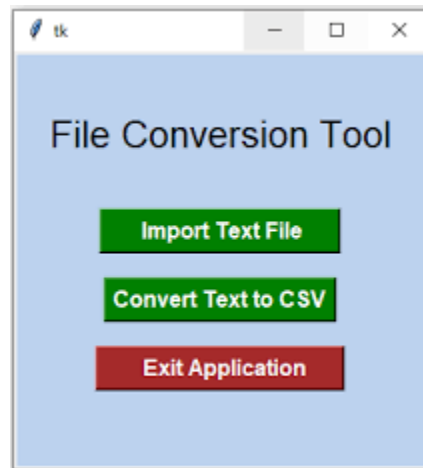 tk
File Conversion Tool
Import Text File
Convert Text to CSV
Exit Application